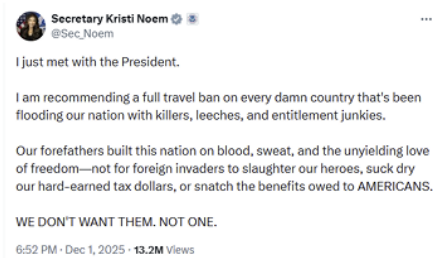 Secretary Kristi Noem
@Sec_Noem
I just met with the President.
I am recommending a full travel ban on every damn country that's been
flooding our nation with killers, leeches, and entitlement junkies.
Our forefathers built this nation on blood, sweat, and the unyielding love
of freedom—not for foreign invaders to slaughter our heroes, suck dry
our hard-earned tax dollars, or snatch the benefits owed to AMERICANS.
WE DON'T WANT THEM. NOT ONE.
6:52 PM · Dec 1, 2025 · 13.2M Views